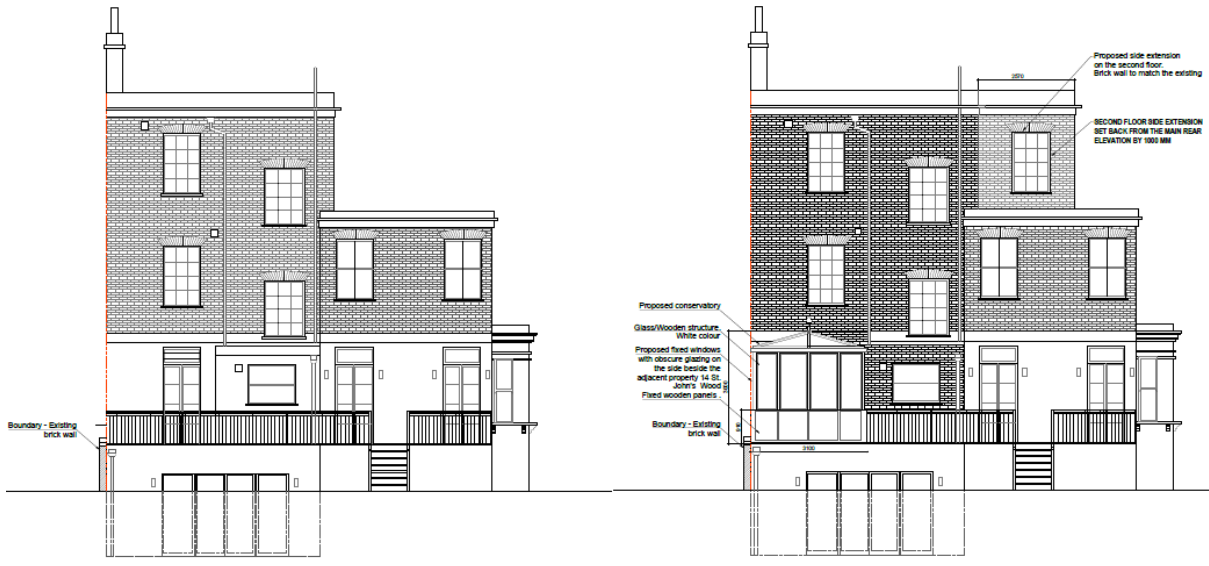 Boundary - Existing
brick wall
2570
Proposed side extension
on the second floor.
Brick wall to match the existing
SECOND FLOOR SIDE EXTENSION
SET BACK FROM THE MAIN REAR
ELEVATION BY 1000 MM
Proposed conservatory
Glass/Wooden structure.
White colour
Proposed fixed windows
with obscure glazing on
the side beside the
adjacent property 14 St.
John's Wood
Fixed wooden panels .
Boundary - Existing
brick wall
3100